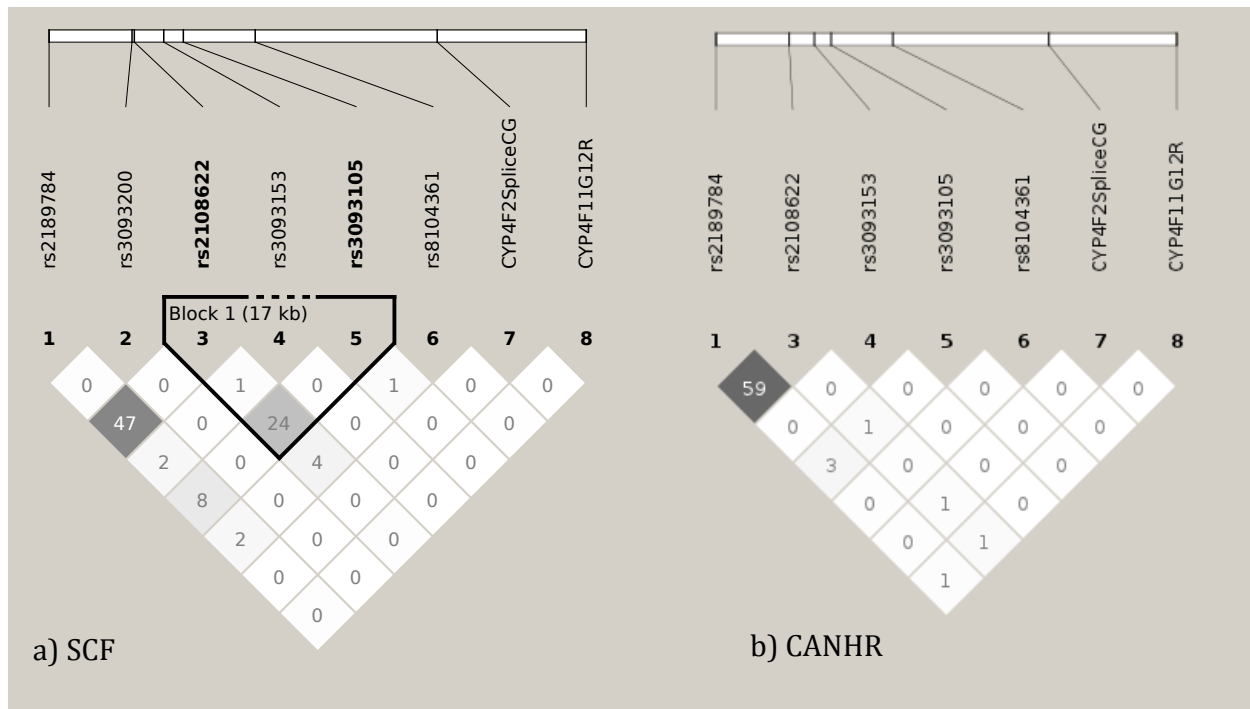 rs2189784 rs3093200 rs2108622 rs3093153 rs3093105 rs8104361 CYP4F2SpliceCG CYP4F11G12R
Block 1 (17 kb)
1 2 3 4 5 6 7 8
0 0 1 0 1 0 0
47 0 24 0 0
2 0 4 0 0
8 0 0 0
2 0 0
0 0
0
a) SCF
rs2189784 rs2108622 rs3093153 rs3093105 rs8104361 CYP4F2SpliceCG CYP4F11G12R
1 3 4 5 6 7 8
59 0 0 0 0 0
0 1 0 0 0
3 0 0 0
0 1 0
0 1
1
b) CANHR